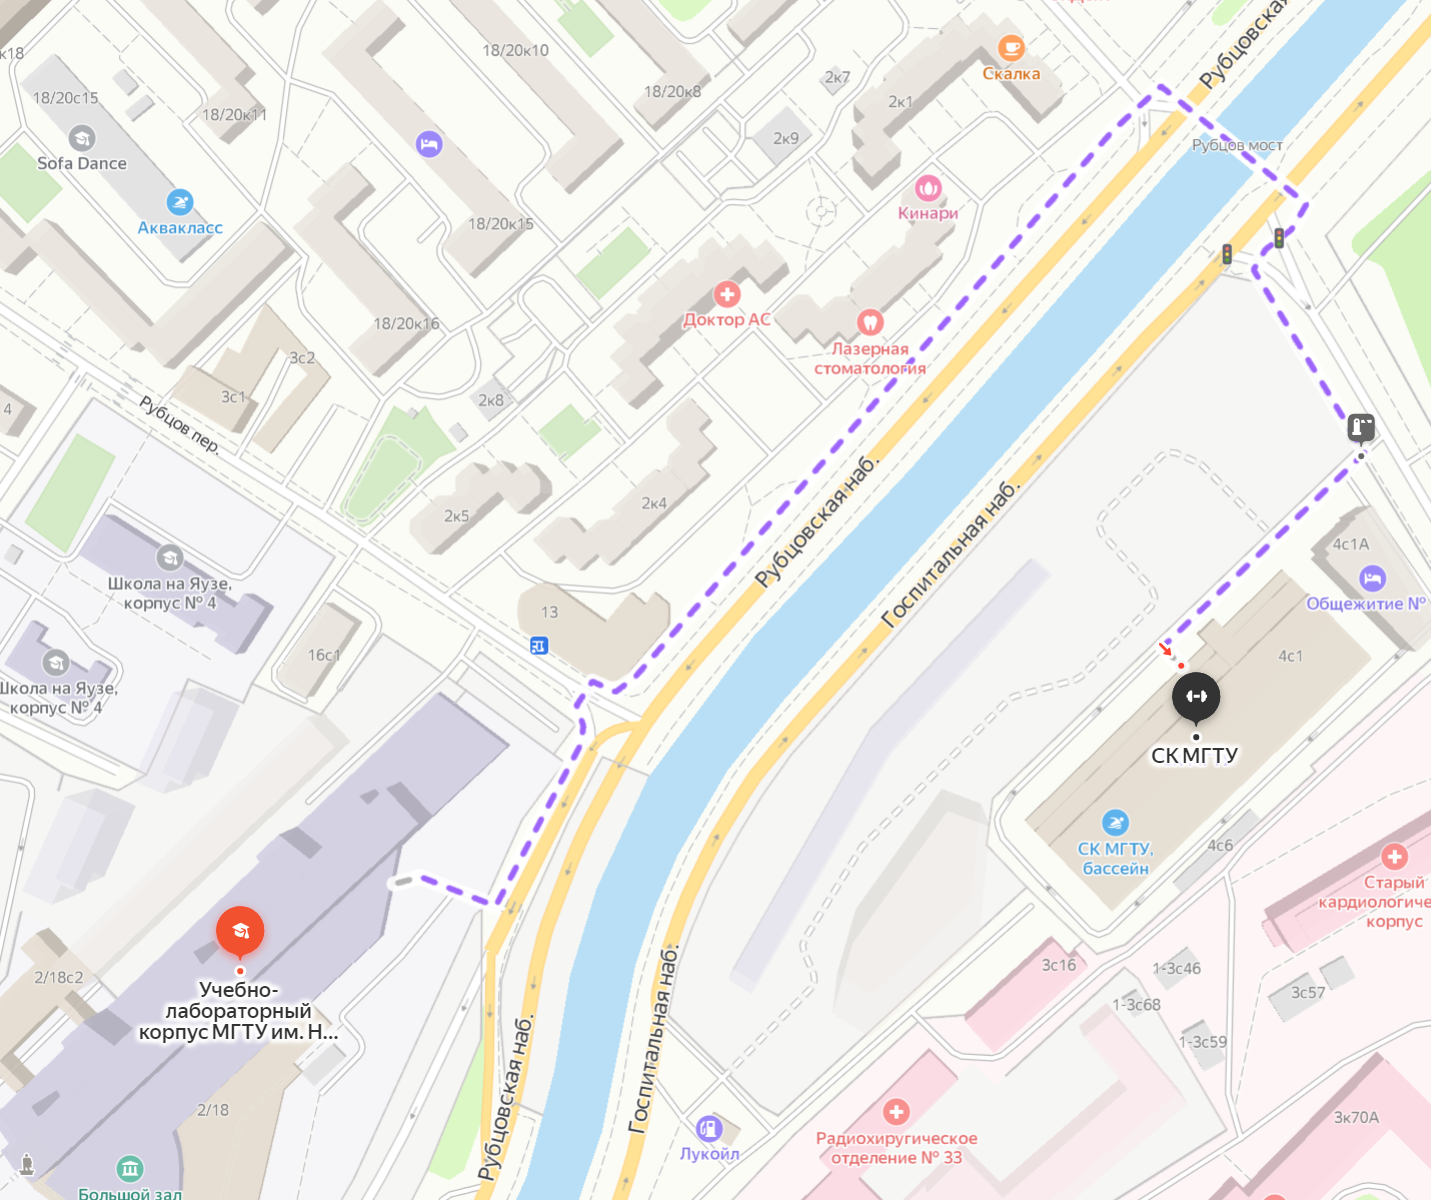 Рубцовская
к18
18/20к10
Скалка
2к7
18/20с15
18/20к8
2к1
18/20к11
2к9
Рубцов мост
Sofa Dance
Кинари
18/20к15
Аквакласс
Доктор АС
18/20к16
Лазерная
стоматология
3с2
3с1
2к8
4
Рубцов пер.
Рубцовская наб.
Госпитальная наб.
2к5
2к4
4с1А
Общежитие №
Школа на Яузе,
корпус № 4
13
16с1
4с1
Школа на Яузе,
корпус № 4
СК МГТУ
СК МГТУ,
бассейн
4с6
Старый
кардиологиче
корпус
2/18с2
Учебно-
лабораторный
корпус МГТУ им. Н...
3с16
1-3с46
3с57
1-3с68
1-3с59
Рубцовская наб.
Госпитальная наб.
2/18
3к70А
Лукойл
Радиохиругическое
отделение № 33
Большой зал